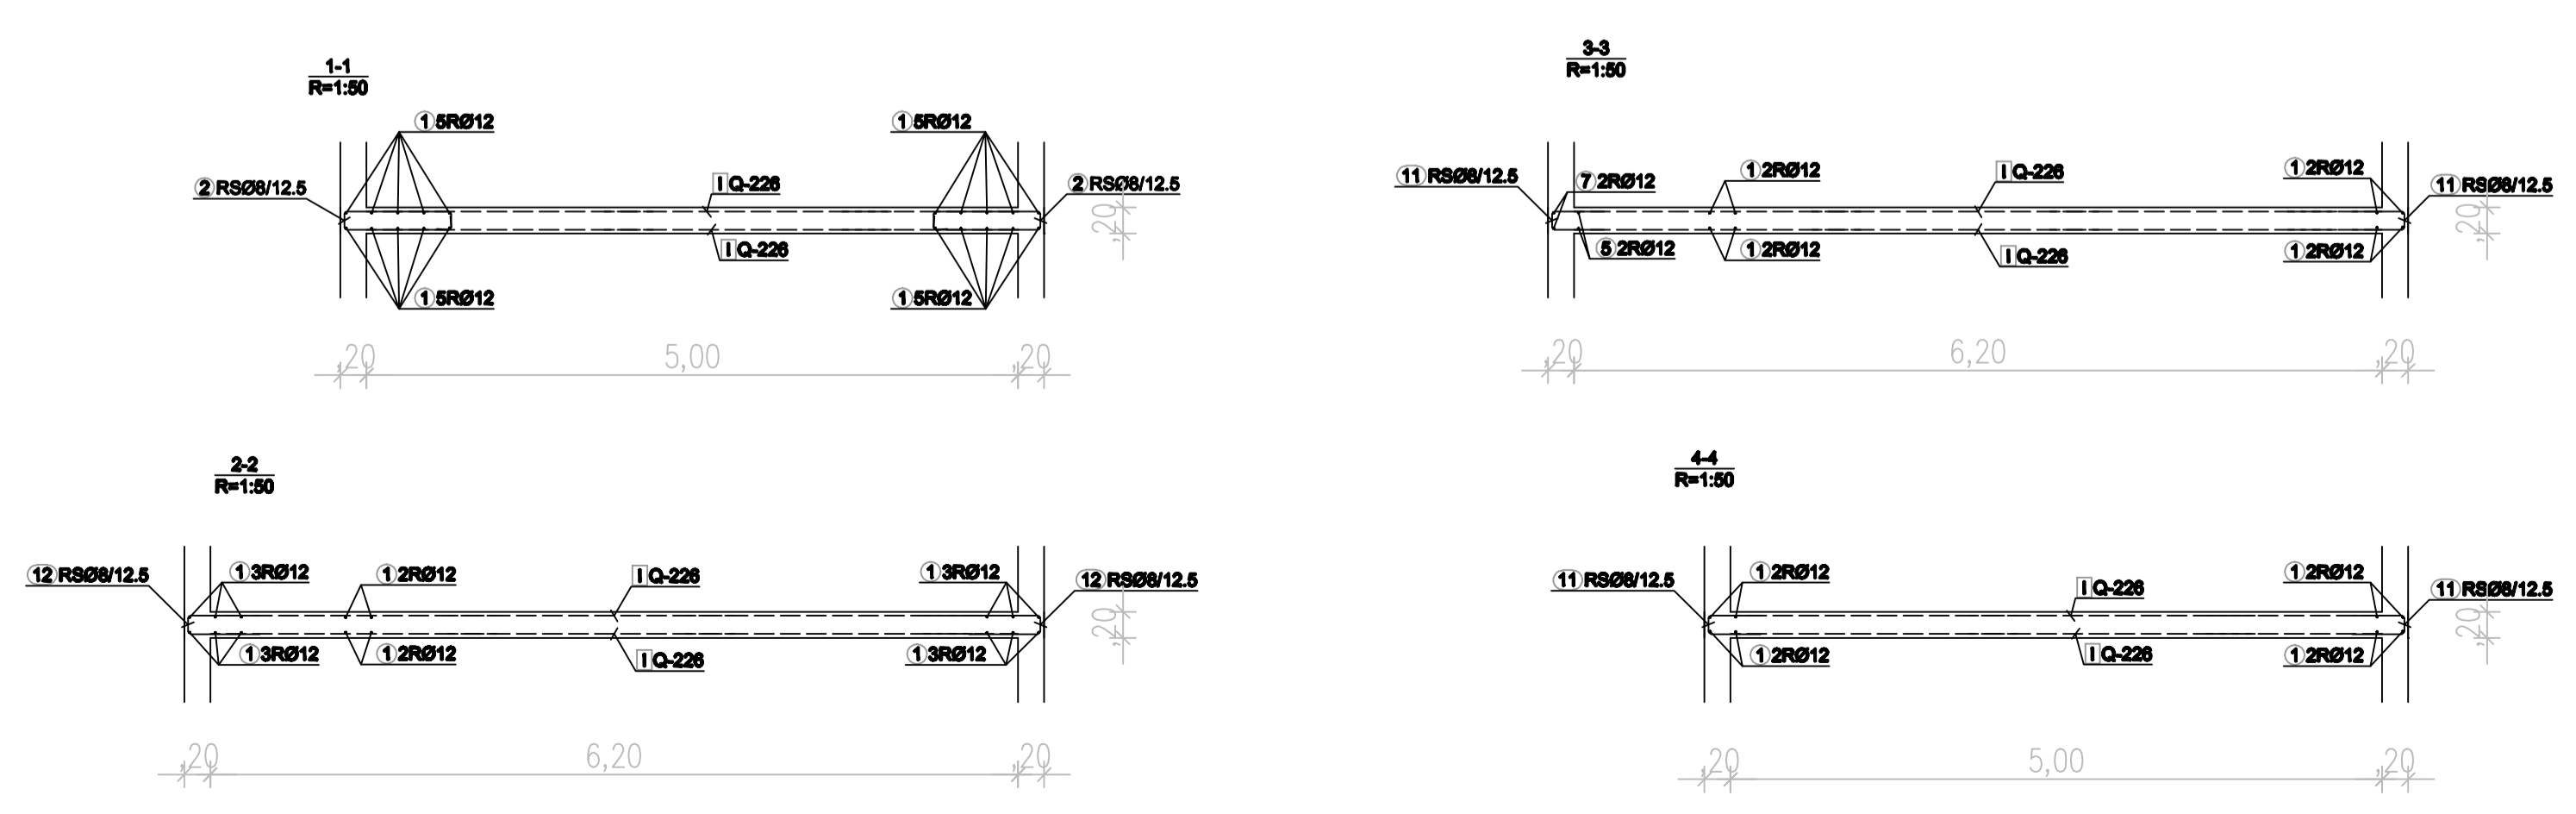 1-1
R=1:50
1 5RØ12
1 5RØ12
2 RSØ8/12.5
I Q-226
2 RSØ8/12.5
,20
I Q-226
1 5RØ12
1 5RØ12
,20
5,00
,20
3-3
R=1:50
11 RSØ8/12.5
7 2RØ12
1 2RØ12
I Q-226
1 2RØ12
11 RSØ8/12.5
,20
5 2RØ12
1 2RØ12
I Q-226
1 2RØ12
,20
6,20
,20
2-2
R=1:50
12 RSØ8/12.5
1 3RØ12
1 2RØ12
I Q-226
1 3RØ12
12 RSØ8/12.5
,20
1 3RØ12
1 2RØ12
I Q-226
1 3RØ12
,20
6,20
,20
4-4
R=1:50
11 RSØ8/12.5
1 2RØ12
I Q-226
1 2RØ12
11 RSØ8/12.5
,20
1 2RØ12
I Q-226
1 2RØ12
,20
5,00
,20